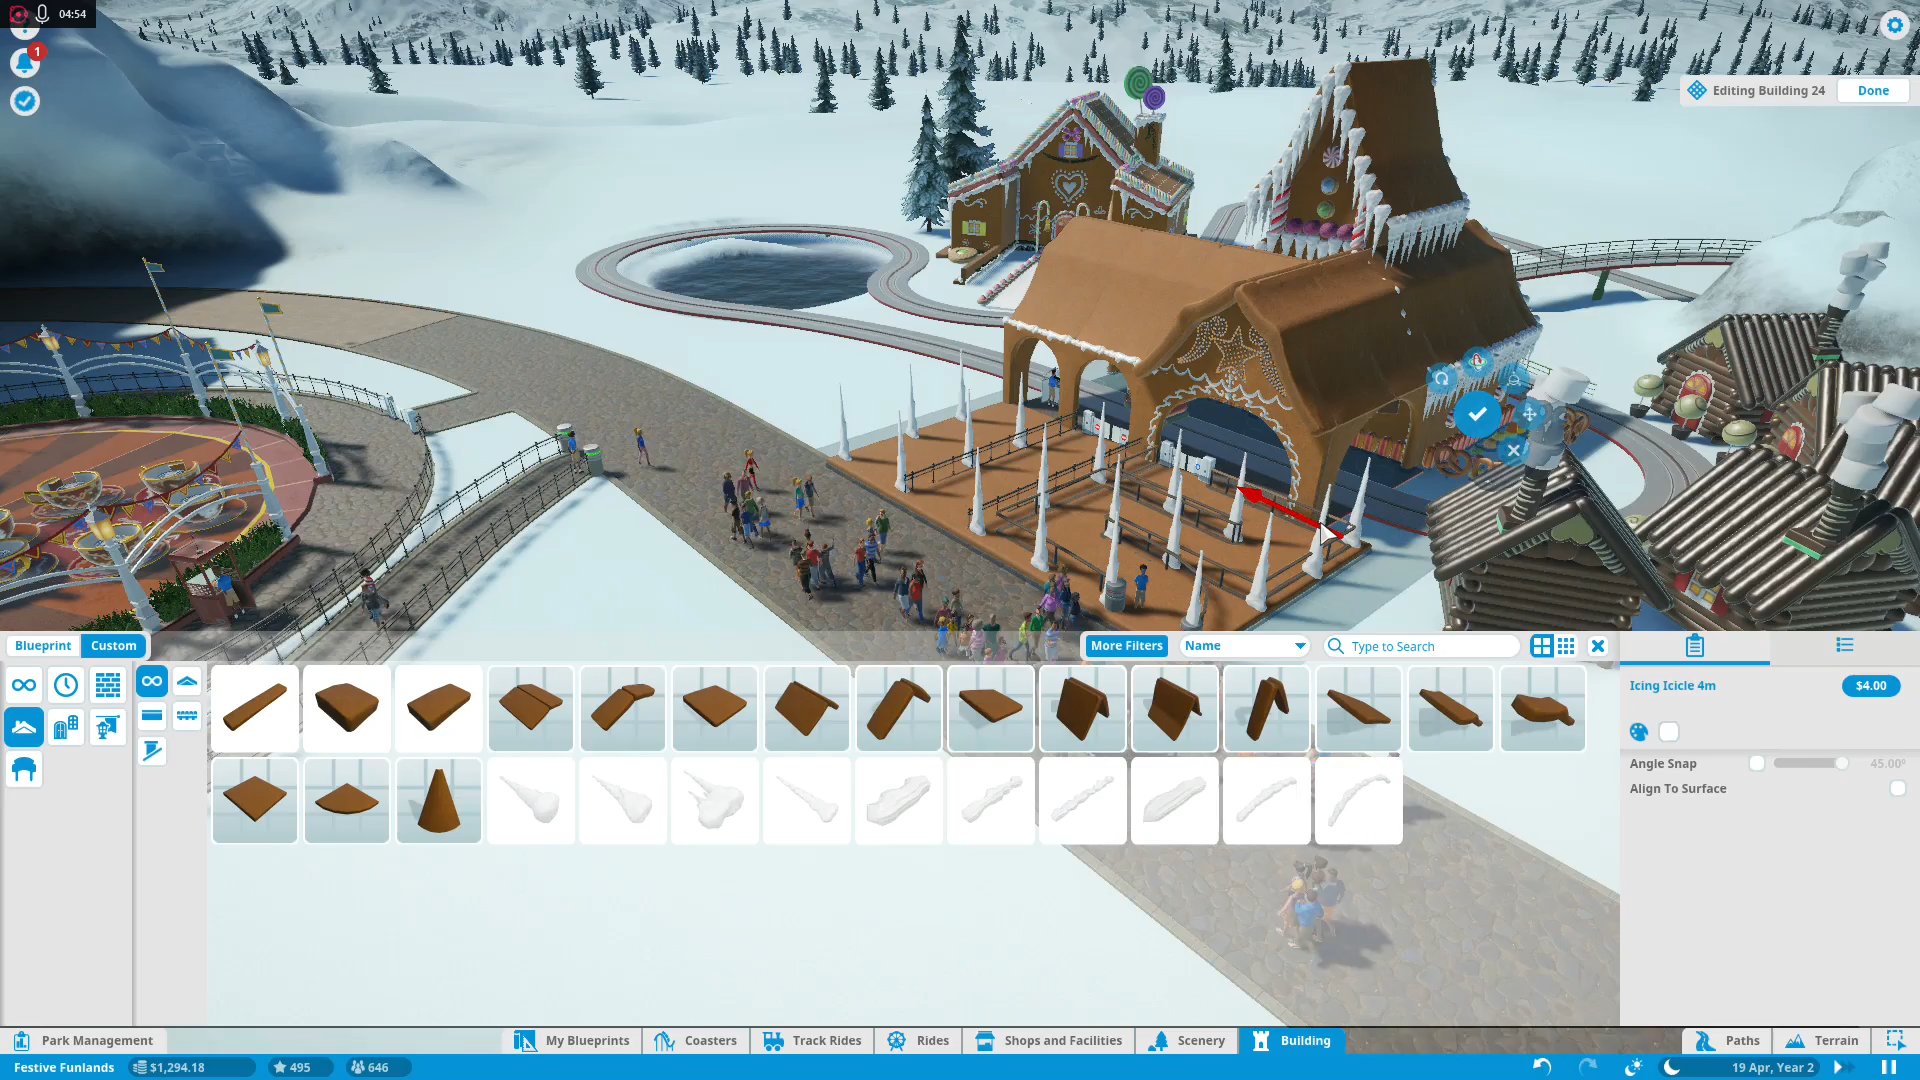 04:54
1
Editing Building 24
Done
Blueprint
Custom
More Filters
Name
Type to Search
Icing Icicle 4m
$4.00
Angle Snap
45.00°
Align To Surface
Park Management
My Blueprints
Coasters
Track Rides
Rides
Shops and Facilities
Scenery
Building
Paths
Terrain
Festive Funlands
$1,294.18
495
646
19 Apr, Year 2